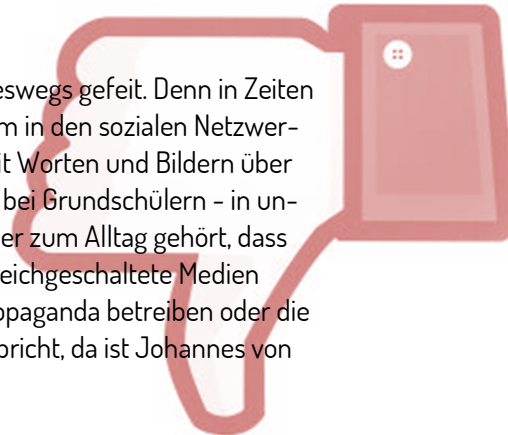 eswegs gefeit. Denn in Zeiten
m in den sozialen Netzwer-
it Worten und Bildern über
bei Grundschülern - in un-
er zum Alltag gehört, dass
eichgeschaltete Medien
opaganda betreiben oder die
pricht, da ist Johannes von